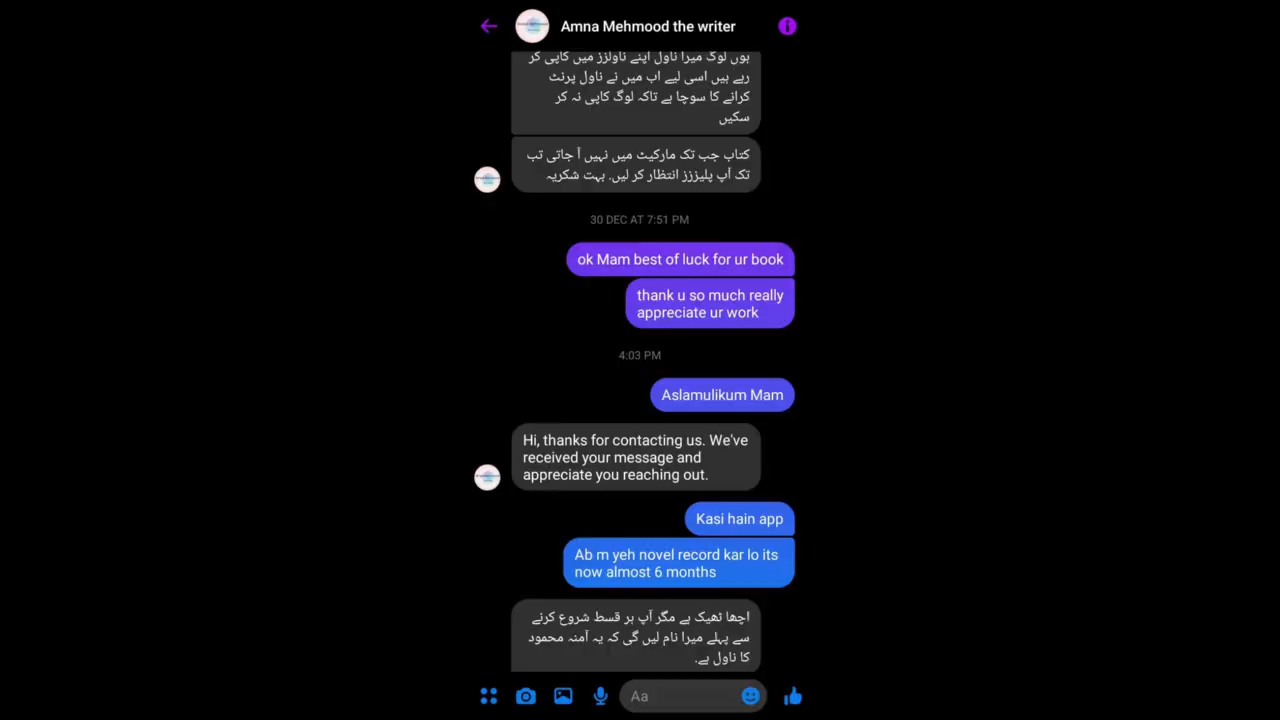 Amna Mehmood the writer
ہوں لوگ میرا ناول اپنے ناولزز میں کاپی کر
رہے ہیں اسی لیے اب میں نے ناول پرنٹ
کرانے کا سوچا ہے تاکہ لوگ کاپی نہ کر
سکیں
کتاب جب تک مارکیٹ میں نہیں آ جاتی تب
تک آپ پلیززز انتظار کر لیں. بہت شکریہ
30 DEC AT 7:51 PM
ok Mam best of luck for ur book
thank u so much really
appreciate ur work
4:03 PM
Aslamulikum Mam
Hi, thanks for contacting us. We've
received your message and
appreciate you reaching out.
Kasi hain app
Ab m yeh novel record kar lo its
now almost 6 months
اچھا ٹھیک ہے مگر آپ ہر قسط شروع کرنے
سے پہلے میرا نام لیں گی کہ یہ آمنہ محمود
کا ناول ہے.
Aa